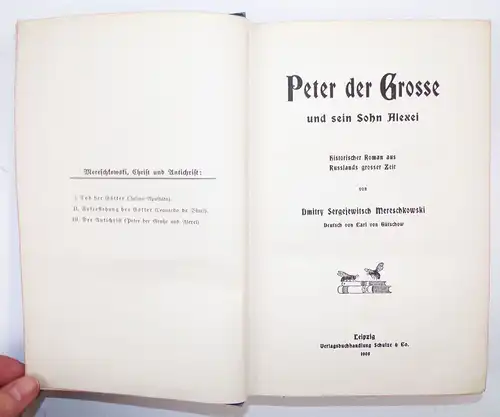 Mereschkowski, Christ und Antichrist:
I. Tod der Götter (Julian Apostata).
II. Auferstehung der Götter (Leonardo da Vinci).
III. Der Antichrist (Peter der Große und Alexei).
Peter der Grosse
und sein Sohn Alexei
Historischer Roman aus
Russlands grosser Zeit
von
Dmitry Sergejewitsch Mereschkowski
Deutsch von Carl von Gütschow
Leipzig
Verlagsbuchhandlung Schulze & Co.